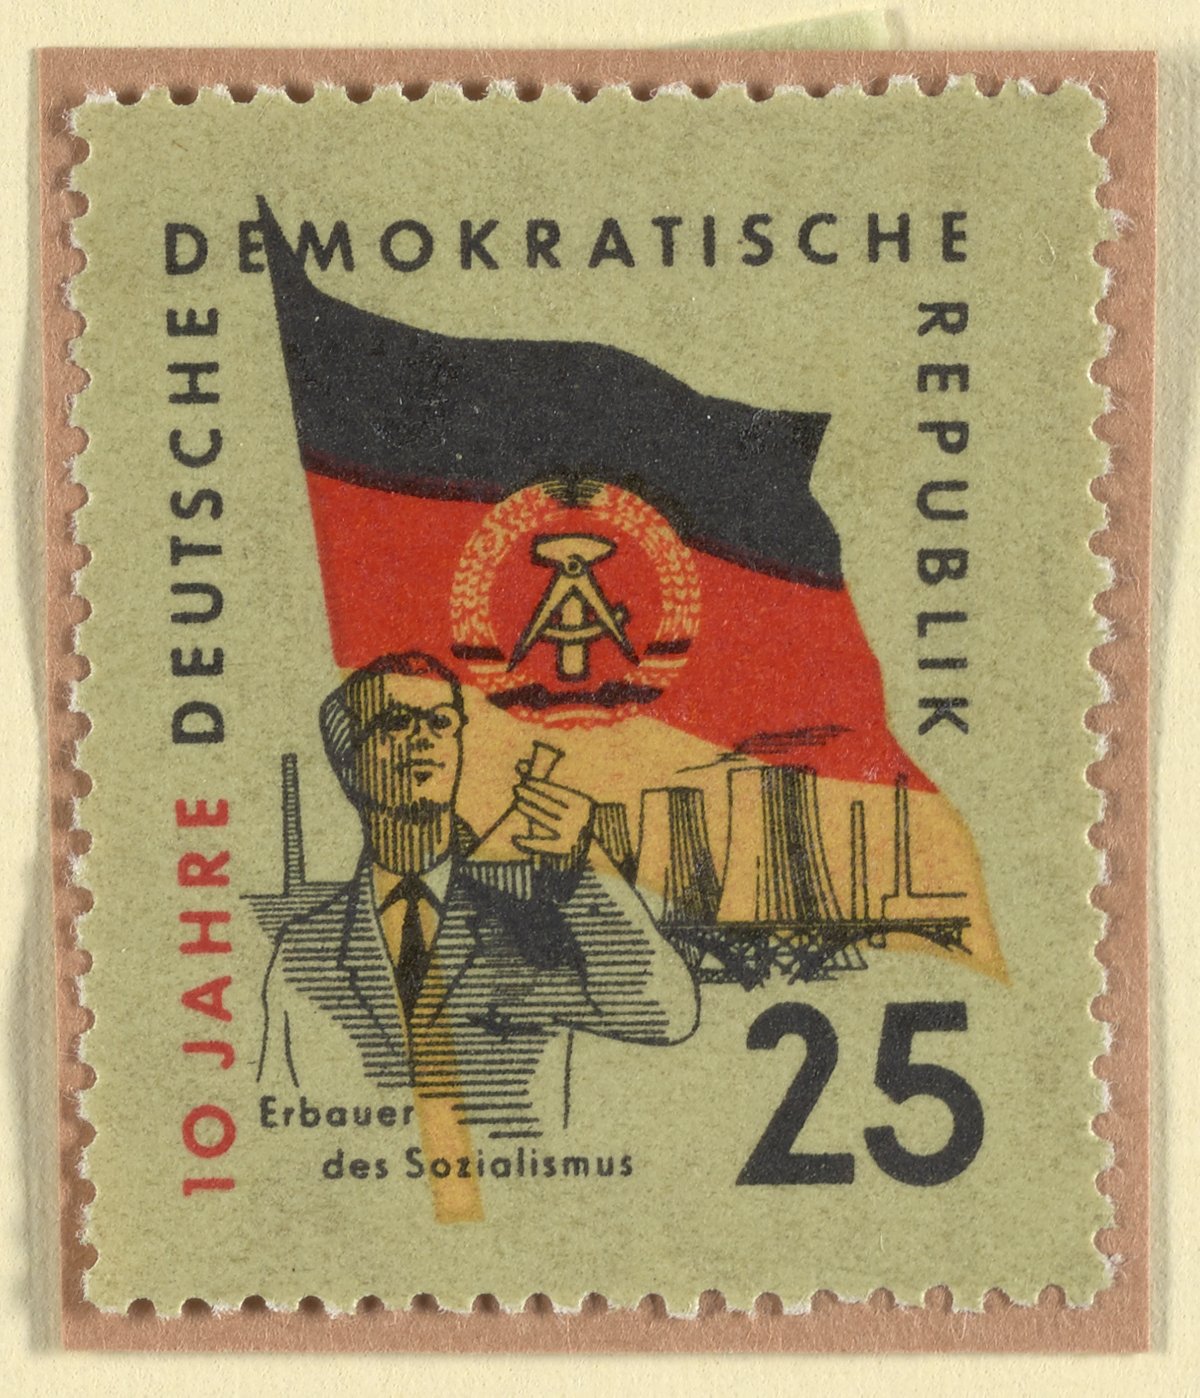 10 JAHRE DEUTSCHE
DEMOKRATISCHE
REPUBLIK
Erbauer
des Sozialismus
25